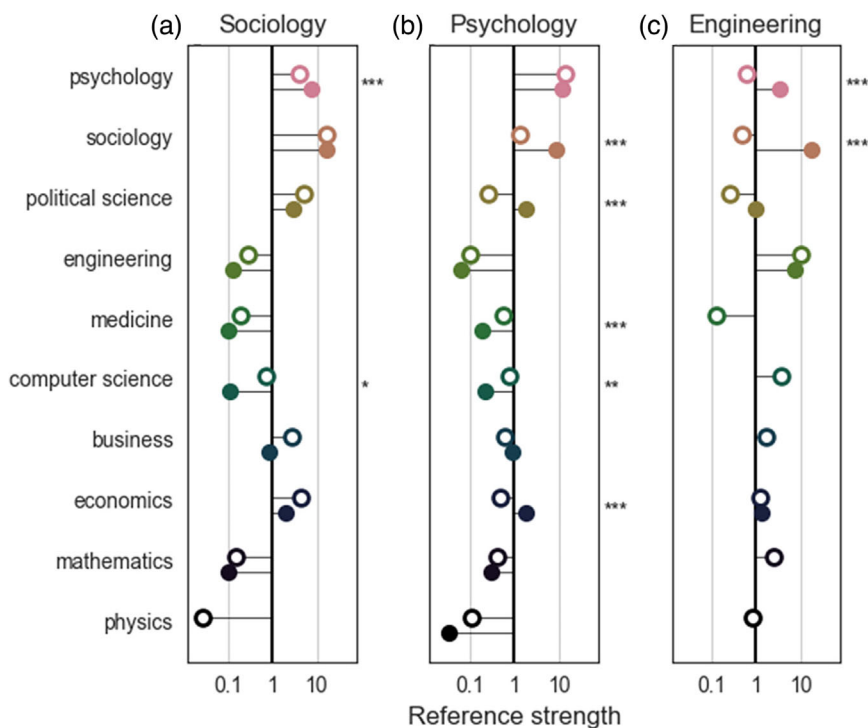 (a) Sociology (b) Psychology (c) Engineering
psychology *** ***
sociology *** ***
political science ***
engineering
medicine ***
computer science * **
business
economics ***
mathematics
physics
0.1 1 10 0.1 1 10 0.1 1 10
Reference strength